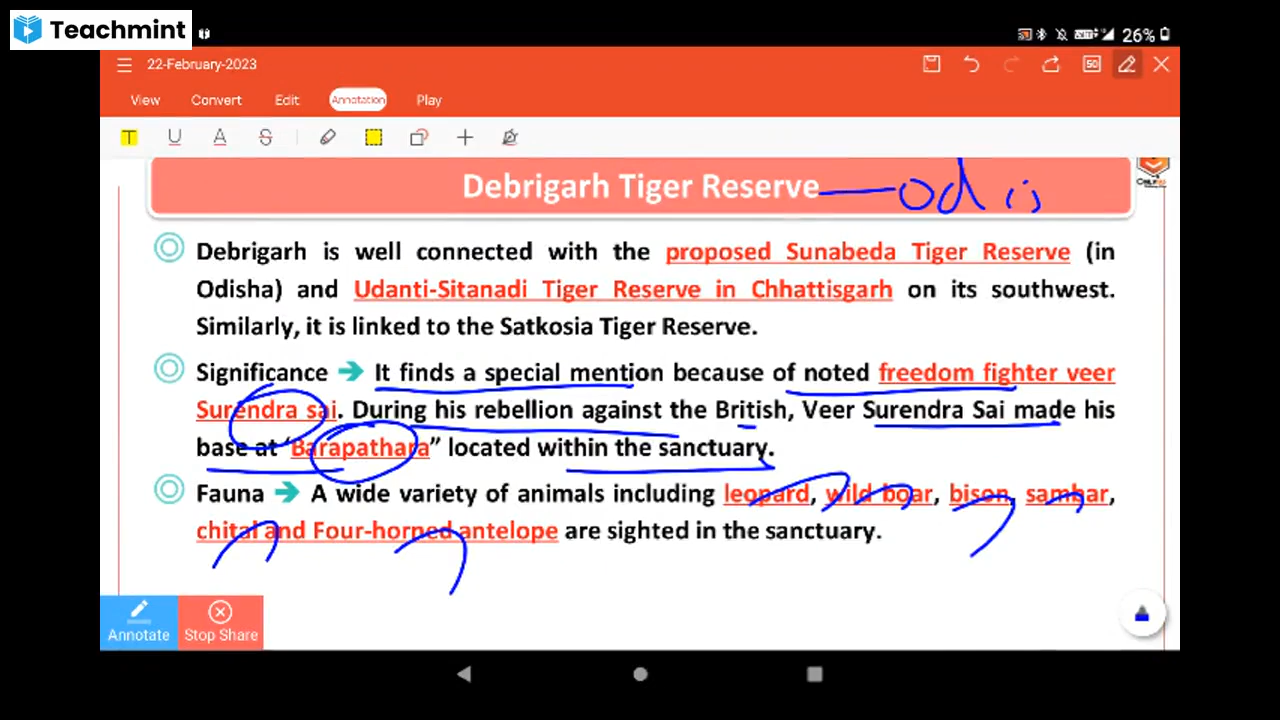 Teachmint
26%
22-February-2023
50
View Convert Edit Annotation Play
T U A S
Debrigarh Tiger Reserve — odis
Debrigarh is well connected with the proposed Sunabeda Tiger Reserve (in
Odisha) and Udanti-Sitanadi Tiger Reserve in Chhattisgarh on its southwest.
Similarly, it is linked to the Satkosia Tiger Reserve.
Significance ➔ It finds a special mention because of noted freedom fighter veer
Surendra sai. During his rebellion against the British, Veer Surendra Sai made his
base at ‘Barapathara” located within the sanctuary.
Fauna ➔ A wide variety of animals including leopard, wild boar, bison, sambar,
chital and Four-horned antelope are sighted in the sanctuary.
Annotate Stop Share